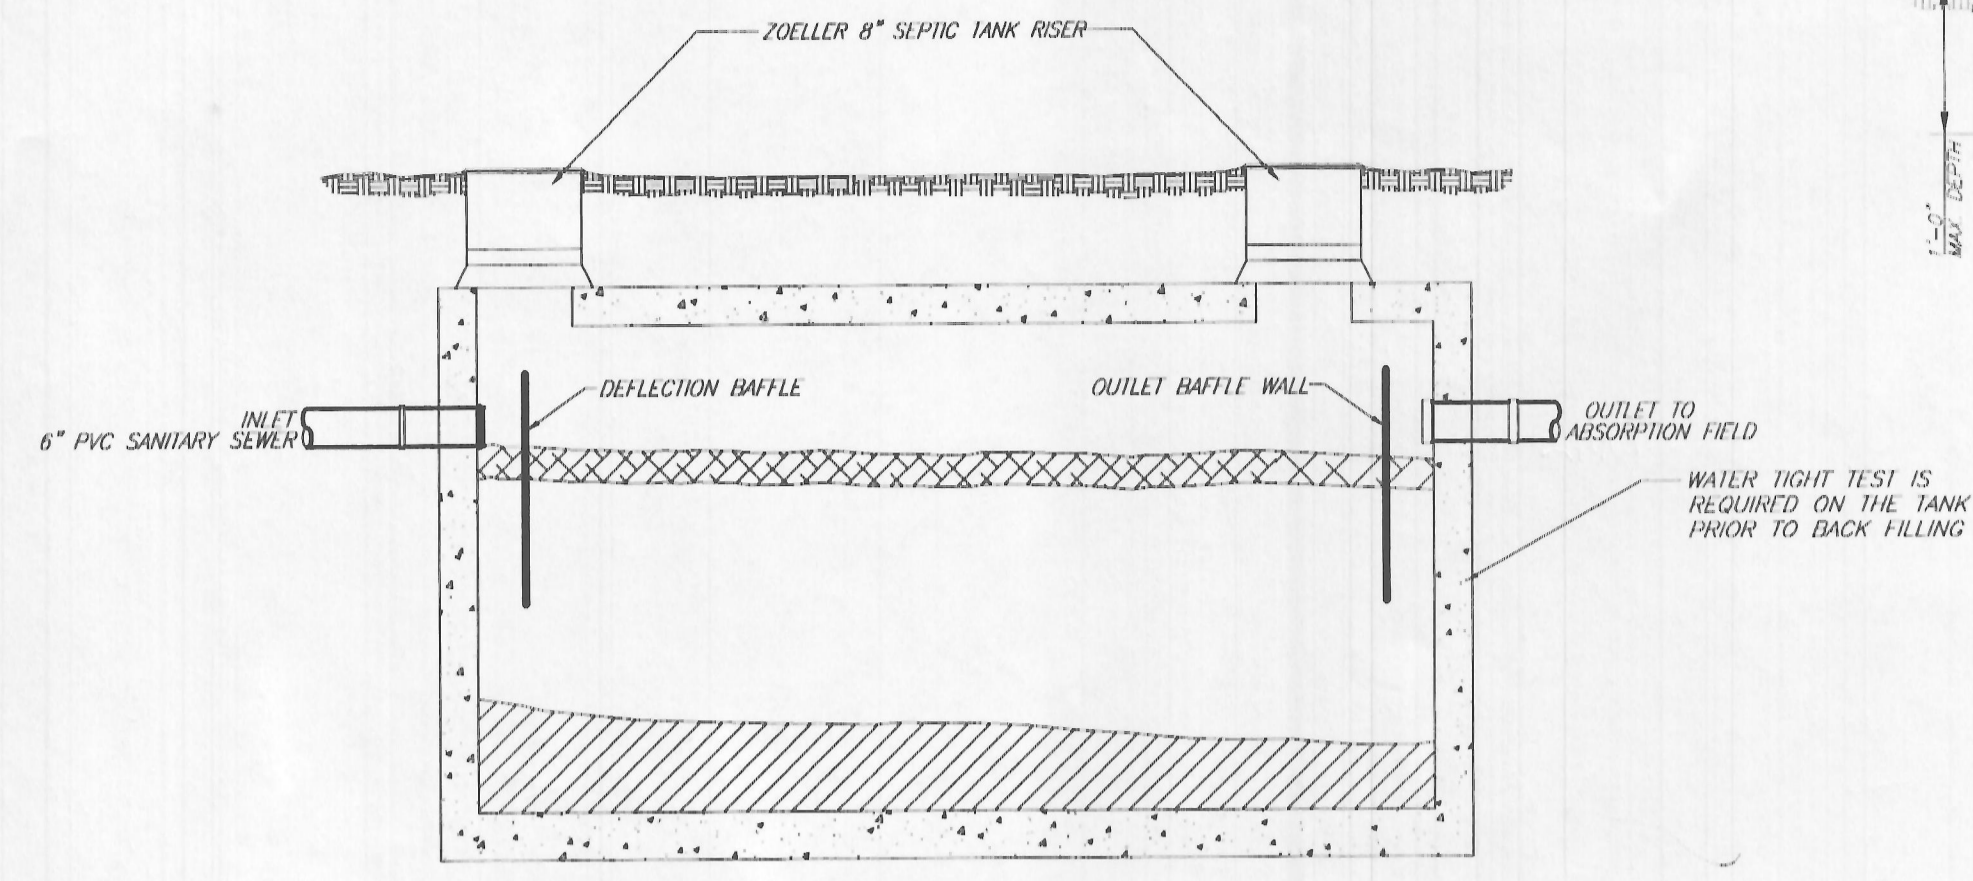 ZOELLER 8" SEPTIC TANK RISER
1'-0"
MAX. DEPTH
DEFLECTION BAFFLE
OUTLET BAFFLE WALL
INLET
6" PVC SANITARY SEWER
OUTLET TO
ABSORPTION FIELD
WATER TIGHT TEST IS
REQUIRED ON THE TANK
PRIOR TO BACK FILLING